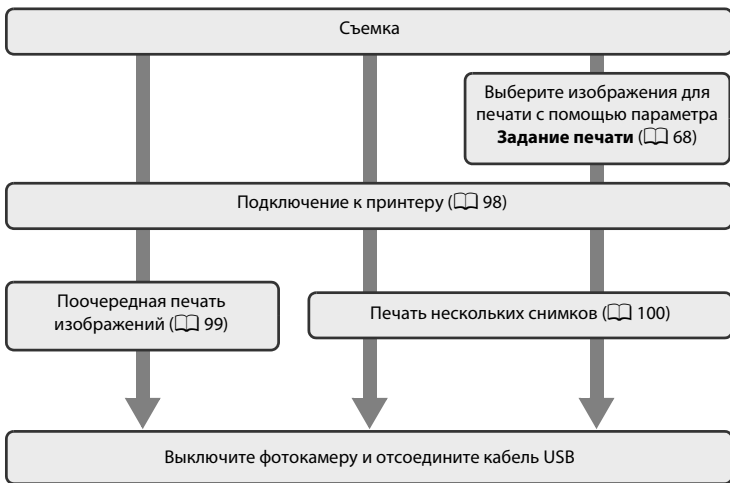 Съемка
Выберите изображения для
печати с помощью параметра
Задание печати (📖 68)
Подключение к принтеру (📖 98)
Поочередная печать
изображений (📖 99)
Печать нескольких снимков (📖 100)
Выключите фотокамеру и отсоедините кабель USB